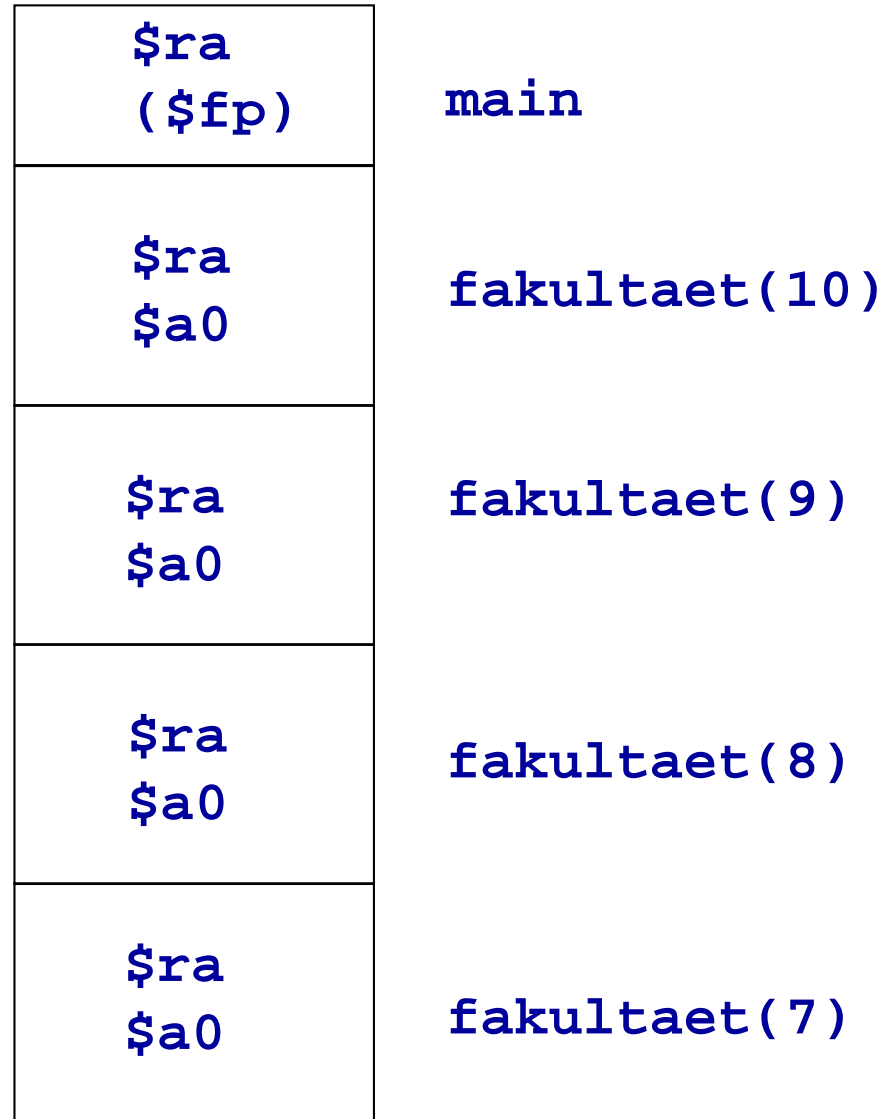 $ra
($fp)
main
$ra
$a0
fakultaet(10)
$ra
$a0
fakultaet(9)
$ra
$a0
fakultaet(8)
$ra
$a0
fakultaet(7)